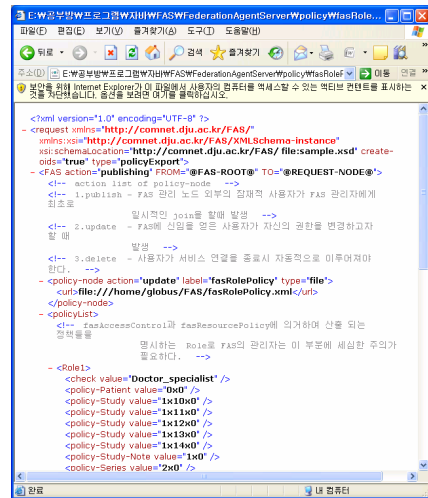 E:\공부방\프로그램\자바\FAS\FederationAgentServer\policy\fasRole...
파일(F) 편집(E) 보기(V) 즐겨찾기(A) 도구(T) 도움말(H)
뒤로 검색 즐겨찾기
주소(D) E:\공부방\프로그램\자바\FAS\FederationAgentServer\policy\fasRoleF 이동 연결 »
보안을 위해 Internet Explorer가 이 파일에서 사용자의 컴퓨터를 액세스할 수 있는 액티브 컨텐트를 표시하는
것을 차단했습니다. 옵션을 보려면 여기를 클릭하십시오.
<?xml version="1.0" encoding="UTF-8" ?>
- <request xmlns="http://comnet.dju.ac.kr/FAS/"
xmlns:xsi="http://comnet.dju.ac.kr/FAS/XMLSchema-instance"
xsi:schemaLocation="http://comnet.dju.ac.kr/FAS/ file:sample.xsd" create-
oids="true" type="policyExport">
- <FAS action="publishing" FROM="@FAS-ROOT@" TO="@REQUEST-NODE@">
<!-- action list of policy-node -->
<!-- 1.publish - FAS 관리 노드 외부의 잠재적 사용자가 FAS 관리자에게
최초로
일시적인 join을 할때 발생 -->
<!-- 2.update - FAS에 신임을 얻은 사용자가 자신의 권한을 변경하고자
할 때
발생 -->
<!-- 3.delete - 사용자가 서비스 연결을 종료시 자동적으로 이루어져야
한다. -->
- <policy-node action="update" label="fasRolePolicy" type="file">
<url>file:///home/globus/FAS/fasRolePolicy.xml</url>
</policy-node>
- <policyList>
<!-- fasAccessControl과 fasResourcePolicy에 의거하여 산출 되는
정책들을
명시하는 Role로 FAS의 관리자는 이 부분에 세심한 주의가
필요하다. -->
- <Role1>
<check value="Doctor_specialist" />
<policy-Patient value="0x0" />
<policy-Study value="1x10x0" />
<policy-Study value="1x11x0" />
<policy-Study value="1x12x0" />
<policy-Study value="1x13x0" />
<policy-Study value="1x14x0" />
<policy-Study-Note value="1x0" />
<policy-Series value="2x0" />
완료 내 컴퓨터